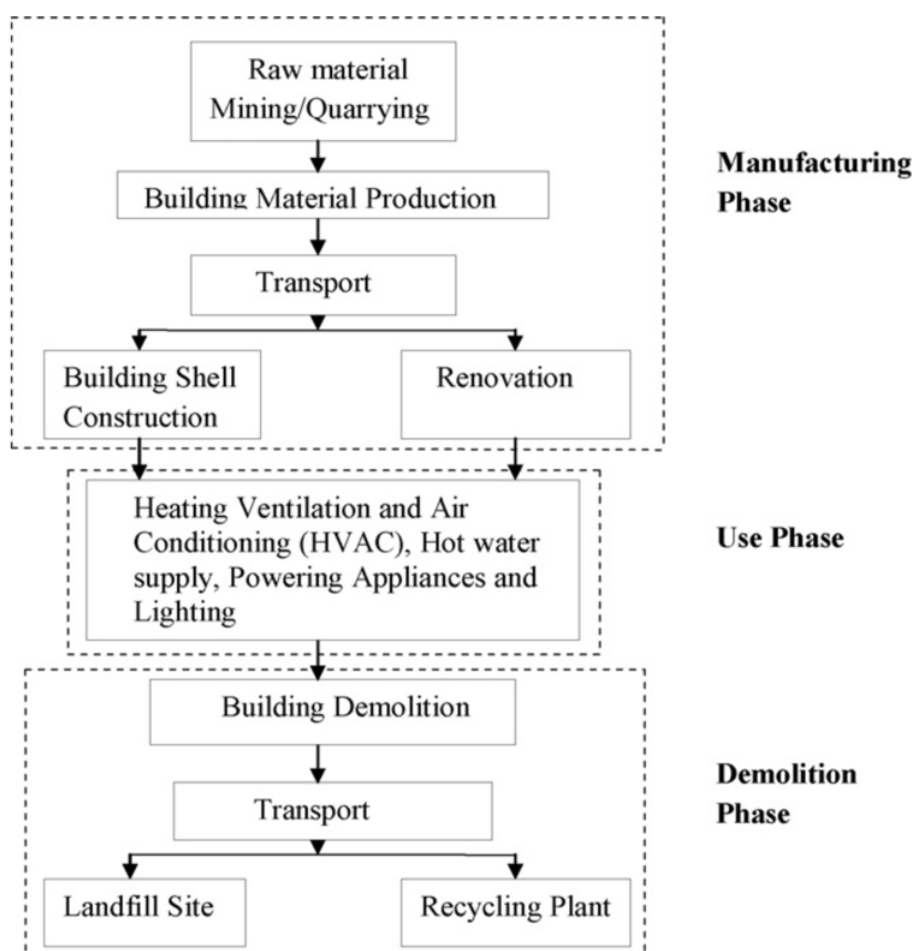 Raw material
Mining/Quarrying
Manufacturing
Phase
Building Material Production
Transport
Building Shell
Construction
Renovation
Heating Ventilation and Air
Conditioning (HVAC), Hot water
supply, Powering Appliances and
Lighting
Use Phase
Building Demolition
Demolition
Phase
Transport
Landfill Site
Recycling Plant